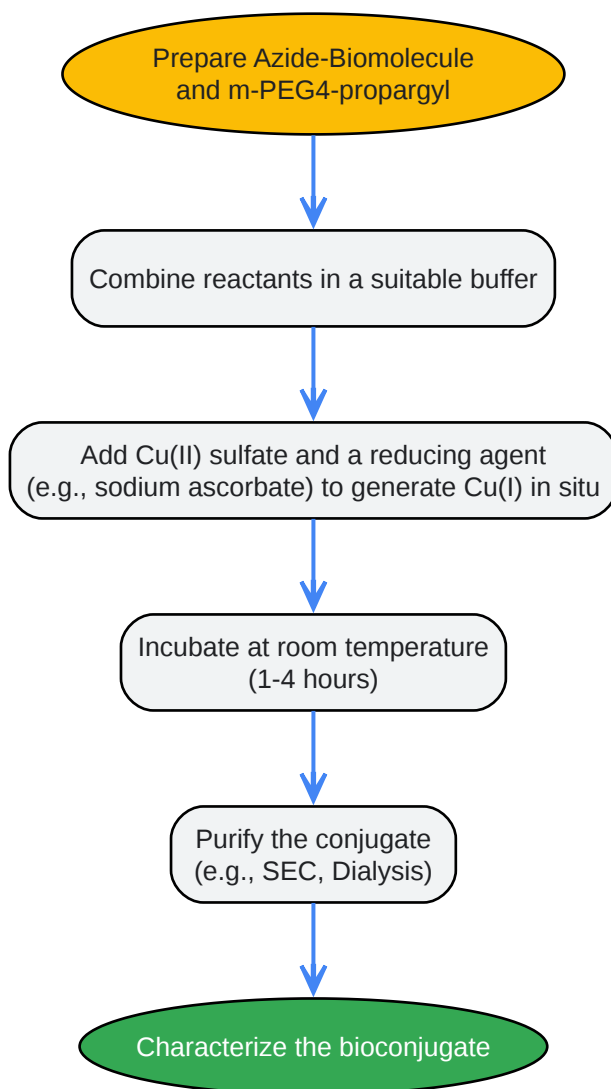 Prepare Azide-Biomolecule
and m-PEG4-propargyl
Combine reactants in a suitable buffer
Add Cu(II) sulfate and a reducing agent
(e.g., sodium ascorbate) to generate Cu(I) in situ
Incubate at room temperature
(1-4 hours)
Purify the conjugate
(e.g., SEC, Dialysis)
Characterize the bioconjugate